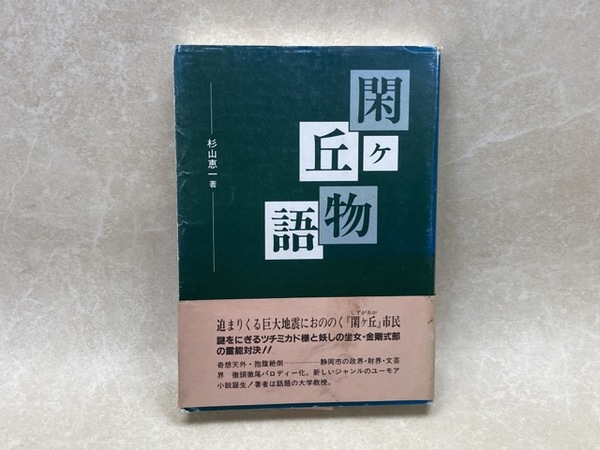 閑ヶ丘物語
杉山恵一 著
迫まりくる巨大地震におののく『閑ヶ丘』市民
しずがおか
謎をにぎるツチミカド様と妖しの坐女・金剛式部
の霊能対決!!
奇想天外・抱腹絶倒……………静岡市の政界・財界・文芸
界 徹頭徹尾パロディー化。新しいジャンルのユーモア
小説誕生!著者は話題の大学教授。